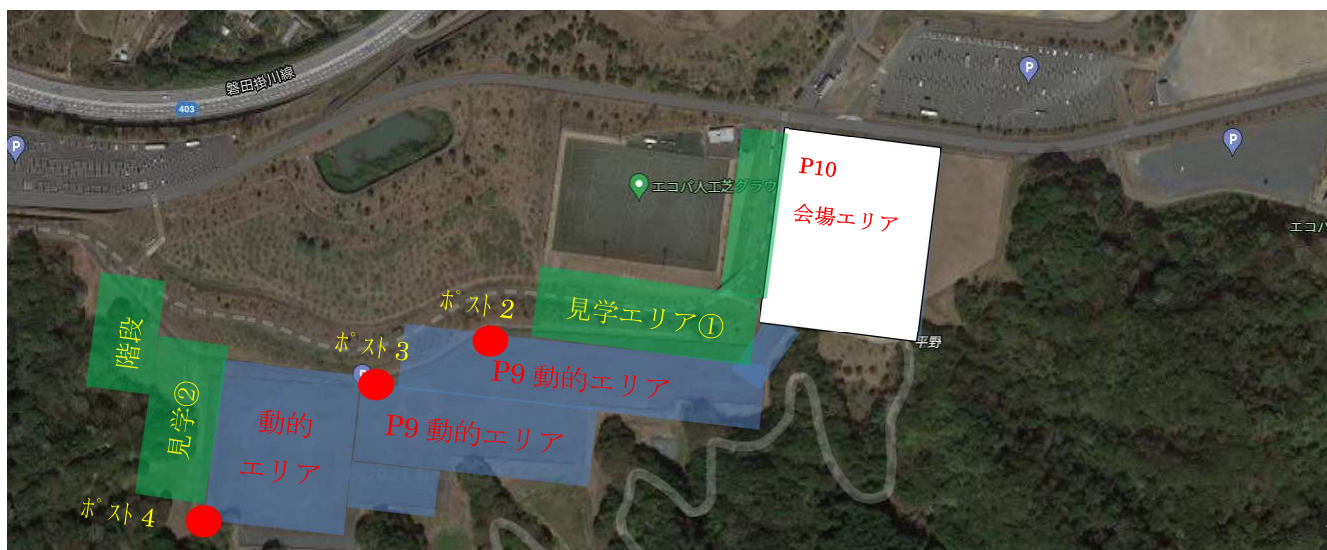 磐田掛川線
403
P
P
P
エコパ人工芝グラウ
P10
会場エリア
エコパ
平野
ﾎﾟｽﾄ 2
見学エリア①
ﾎﾟｽﾄ 3
P9 動的エリア
P9 動的エリア
階段
見学②
動的
エリア
ﾎﾟｽﾄ 4